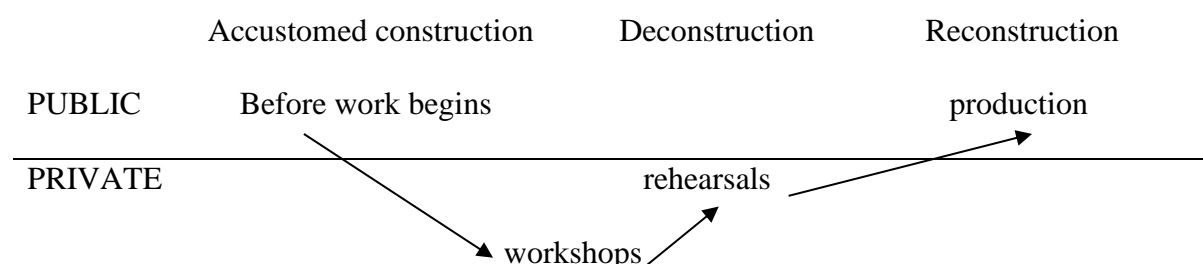 Accustomed construction Deconstruction Reconstruction
PUBLIC Before work begins production
PRIVATE rehearsals
workshops